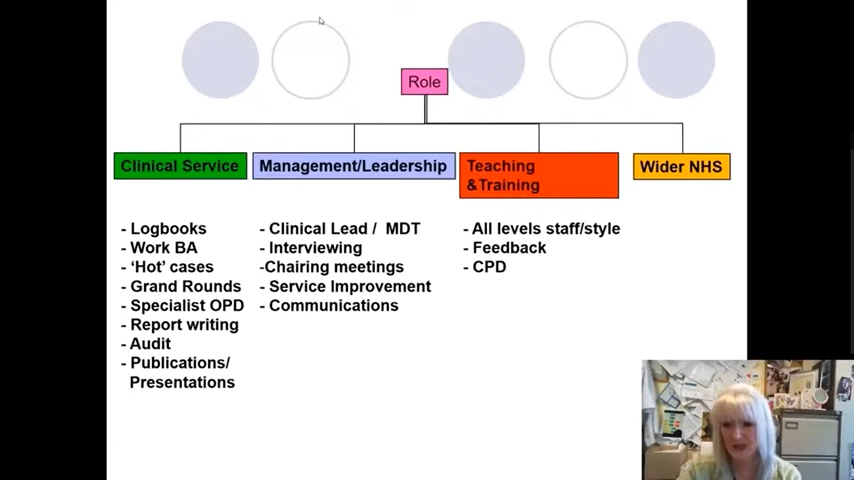 Role
Clinical Service
Management/Leadership
Teaching
&Training
Wider NHS
- Logbooks
- Work BA
- ‘Hot’ cases
- Grand Rounds
- Specialist OPD
- Report writing
- Audit
- Publications/
Presentations
- Clinical Lead / MDT
- Interviewing
-Chairing meetings
- Service Improvement
- Communications
- All levels staff/style
- Feedback
- CPD